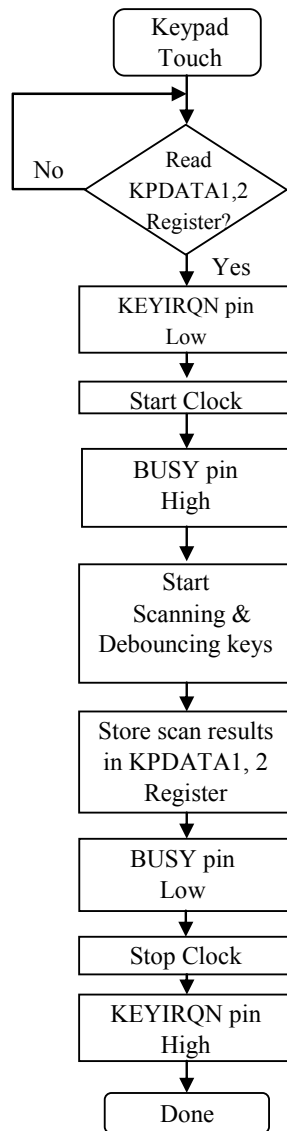 Keypad
Touch
No
Read
KPDATA1,2
Register?
Yes
KEYIRQN pin
Low
Start Clock
BUSY pin
High
Start
Scanning &
Debouncing keys
Store scan results
in KPDATA1, 2
Register
BUSY pin
Low
Stop Clock
KEYIRQN pin
High
Done